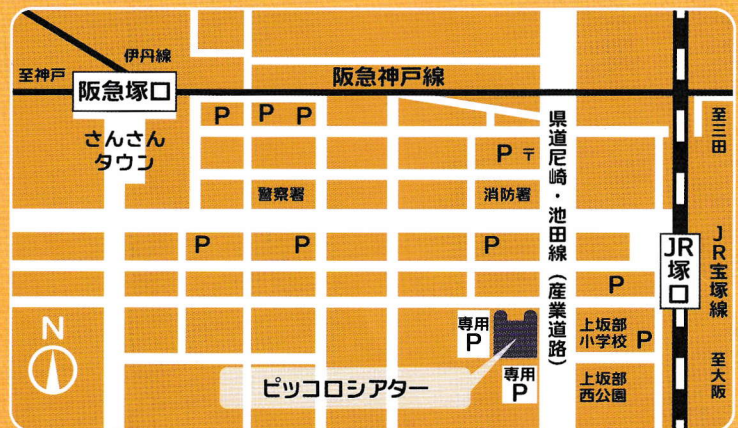 伊丹線
至神戸
阪急塚口
阪急神戸線
さんさん
タウン
P
P
P
P 〒
県道尼崎・池田線（産業道路）
至三田
警察署
消防署
P
P
P
JR
塚口
JR宝塚線
P
N
専用
P
上坂部
小学校
P
至大阪
ピッコロシアター
専用
P
上坂部
西公園